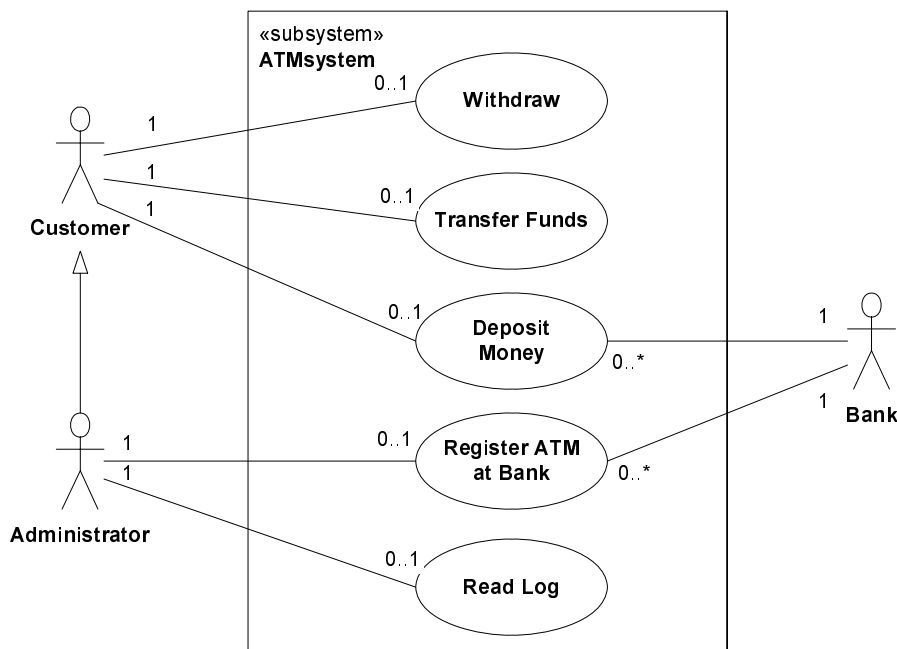 «subsystem»
ATMsystem
0..1
Withdraw
1
1
0..1
Transfer Funds
1
Customer
0..1
Deposit
Money
1
0..*
1
Bank
1
0..1
Register ATM
at Bank
0..*
1
Administrator
0..1
Read Log